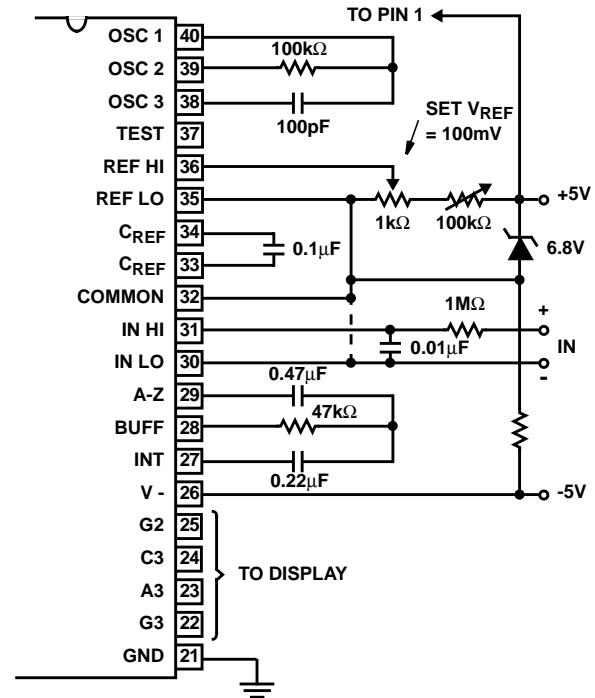 TO PIN 1
OSC 1 40
100kΩ
OSC 2 39
OSC 3 38
100pF
TEST 37
SET VREF
= 100mV
REF HI 36
REF LO 35
+5V
1kΩ
100kΩ
CREF 34
0.1µF
6.8V
CREF 33
COMMON 32
1MΩ
IN HI 31
+
0.01µF
IN
IN LO 30
-
0.47µF
A-Z 29
47kΩ
BUFF 28
INT 27
0.22µF
V - 26
-5V
G2 25
C3 24
TO DISPLAY
A3 23
G3 22
GND 21